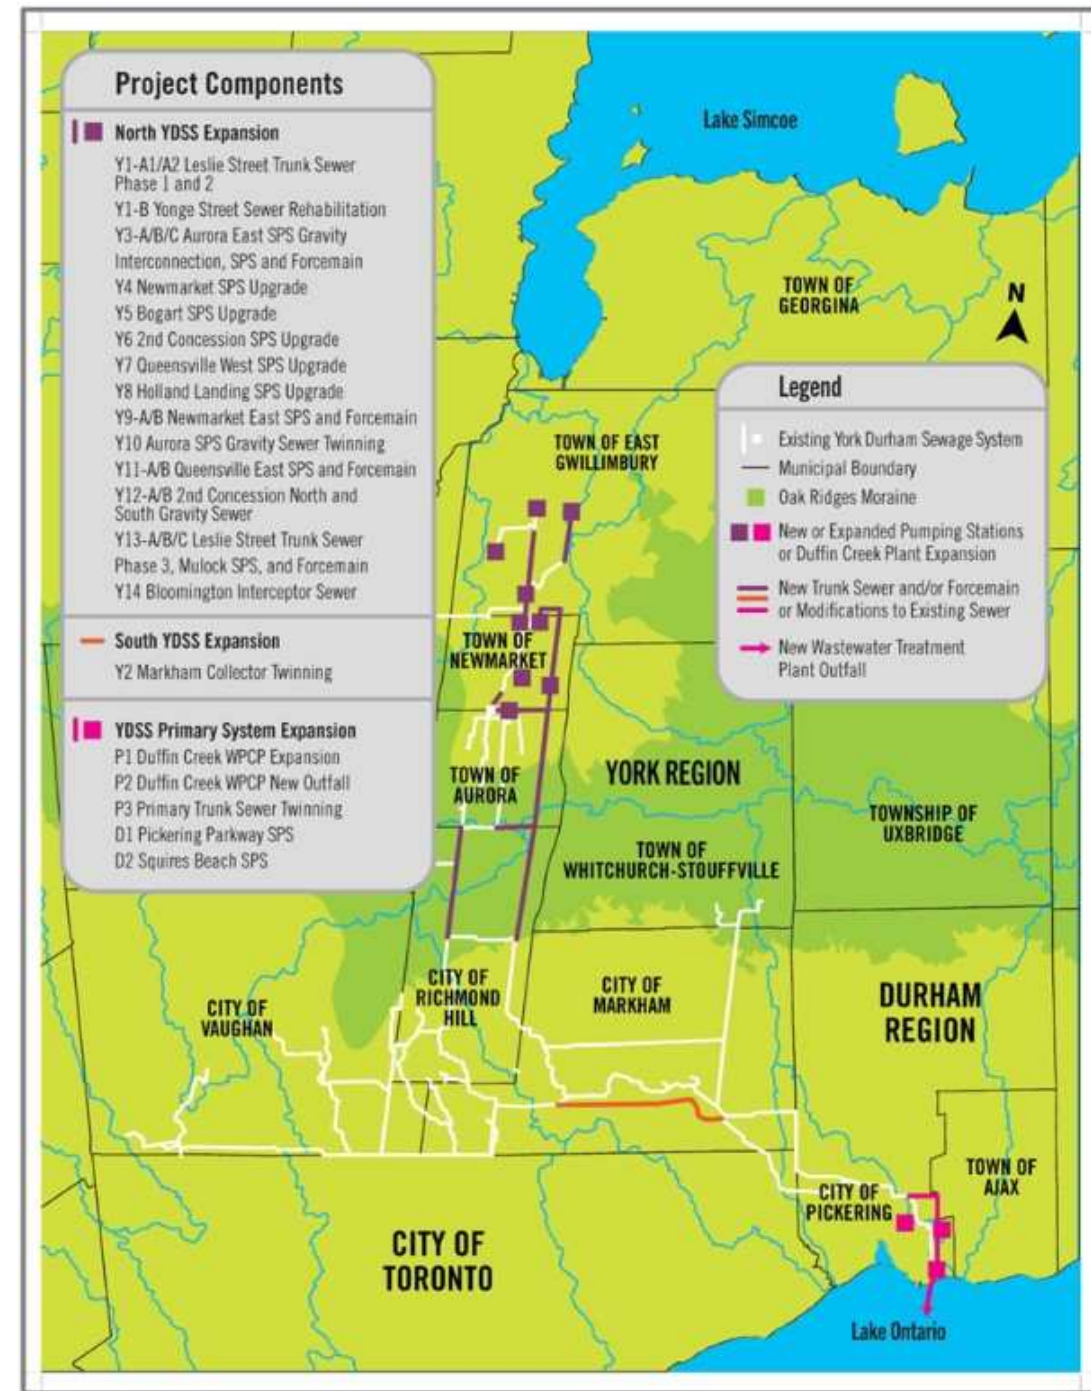 Project Components
North YDSS Expansion
Y1-A1/A2 Leslie Street Trunk Sewer
Phase 1 and 2
Y1-B Yonge Street Sewer Rehabilitation
Y3-A/B/C Aurora East SPS Gravity
Interconnection, SPS and Forcemain
Y4 Newmarket SPS Upgrade
Y5 Bogart SPS Upgrade
Y6 2nd Concession SPS Upgrade
Y7 Queensville West SPS Upgrade
Y8 Holland Landing SPS Upgrade
Y9-A/B Newmarket East SPS and Forcemain
Y10 Aurora SPS Gravity Sewer Twinning
Y11-A/B Queensville East SPS and Forcemain
Y12-A/B 2nd Concession North and
South Gravity Sewer
Y13-A/B/C Leslie Street Trunk Sewer
Phase 3, Mulock SPS, and Forcemain
Y14 Bloomington Interceptor Sewer
South YDSS Expansion
Y2 Markham Collector Twinning
YDSS Primary System Expansion
P1 Duffin Creek WPCP Expansion
P2 Duffin Creek WPCP New Outfall
P3 Primary Trunk Sewer Twinning
D1 Pickering Parkway SPS
D2 Squires Beach SPS
Lake Simcoe
TOWN OF
GEORGINA
N
Legend
Existing York Durham Sewage System
Municipal Boundary
Oak Ridges Moraine
New or Expanded Pumping Stations
or Duffin Creek Plant Expansion
New Trunk Sewer and/or Forcemain
or Modifications to Existing Sewer
New Wastewater Treatment
Plant Outfall
TOWN OF EAST
GWILLIMBURY
TOWN OF
NEWMARKET
TOWN OF
AURORA
YORK REGION
TOWN OF
WHITCHURCH-STOUFFVILLE
TOWNSHIP OF
UXBRIDGE
CITY OF
VAUGHAN
CITY OF
RICHMOND
HILL
CITY OF
MARKHAM
DURHAM
REGION
TOWN OF
AJAX
CITY OF
PICKERING
CITY OF
TORONTO
Lake Ontario